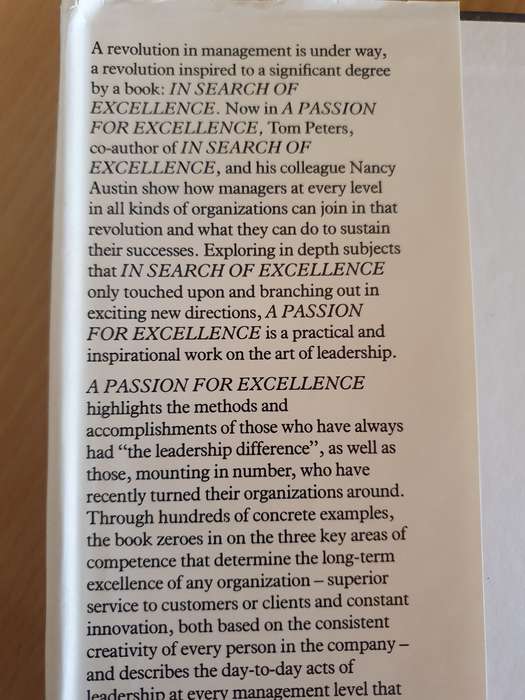 A revolution in management is under way,
a revolution inspired to a significant degree
by a book: IN SEARCH OF
EXCELLENCE. Now in A PASSION
FOR EXCELLENCE, Tom Peters,
co-author of IN SEARCH OF
EXCELLENCE, and his colleague Nancy
Austin show how managers at every level
in all kinds of organizations can join in that
revolution and what they can do to sustain
their successes. Exploring in depth subjects
that IN SEARCH OF EXCELLENCE
only touched upon and branching out in
exciting new directions, A PASSION
FOR EXCELLENCE is a practical and
inspirational work on the art of leadership.
A PASSION FOR EXCELLENCE
highlights the methods and
accomplishments of those who have always
had “the leadership difference”, as well as
those, mounting in number, who have
recently turned their organizations around.
Through hundreds of concrete examples,
the book zeroes in on the three key areas of
competence that determine the long-term
excellence of any organization – superior
service to customers or clients and constant
innovation, both based on the consistent
creativity of every person in the company –
and describes the day-to-day acts of
leadership at every management level that